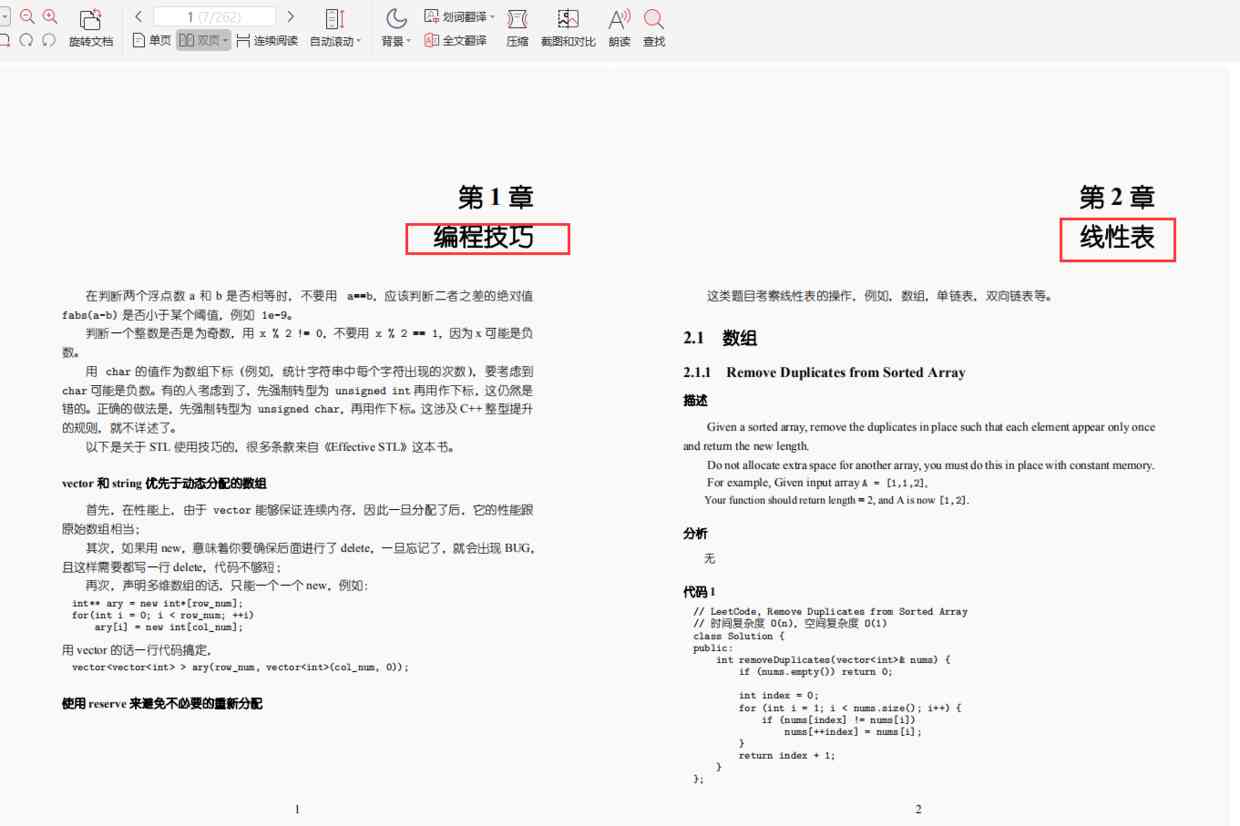 1 (7/262)
旋转文档
单页
双页
连续阅读
自动滚动
背景
划词翻译
全文翻译
压缩
截图和对比
朗读
查找
第 1 章
编程技巧
在判断两个浮点数 a 和 b 是否相等时，不要用 a==b，应该判断二者之差的绝对值
fabs(a-b) 是否小于某个阈值，例如 1e-9。
判断一个整数是否是为奇数，用 x % 2 != 0，不要用 x % 2 == 1，因为 x 可能是负
数。
用 char 的值作为数组下标（例如，统计字符串中每个字符出现的次数），要考虑到
char 可能是负数。有的人考虑到了，先强制转型为 unsigned int 再用作下标，这仍然是
错的。正确的做法是，先强制转型为 unsigned char，再用作下标。这涉及 C++ 整型提升
的规则，就不详述了。
以下是关于 STL 使用技巧的，很多条款来自《Effective STL》这本书。
vector 和 string 优先于动态分配的数组
首先，在性能上，由于 vector 能够保证连续内存，因此一旦分配了后，它的性能跟
原始数组相当；
其次，如果用 new，意味着你要确保后面进行了 delete，一旦忘记了，就会出现 BUG，
且这样需要都写一行 delete，代码不够短；
再次，声明多维数组的话，只能一个一个 new，例如：
int** ary = new int*[row_num];
for(int i = 0; i < row_num; ++i)
ary[i] = new int[col_num];
用 vector 的话一行代码搞定，
vector<vector<int> > ary(row_num, vector<int>(col_num, 0));
使用 reserve 来避免不必要的重新分配
1
第 2 章
线性表
这类题目考察线性表的操作，例如，数组，单链表，双向链表等。
2.1 数组
2.1.1 Remove Duplicates from Sorted Array
描述
Given a sorted array, remove the duplicates in place such that each element appear only once
and return the new length.
Do not allocate extra space for another array, you must do this in place with constant memory.
For example, Given input array A = [1,1,2],
Your function should return length = 2, and A is now [1,2].
分析
无
代码 1
// LeetCode, Remove Duplicates from Sorted Array
// 时间复杂度 O(n)，空间复杂度 O(1)
class Solution {
public:
int removeDuplicates(vector<int>& nums) {
if (nums.empty()) return 0;
int index = 0;
for (int i = 1; i < nums.size(); i++) {
if (nums[index] != nums[i])
nums[++index] = nums[i];
}
return index + 1;
}
};
2